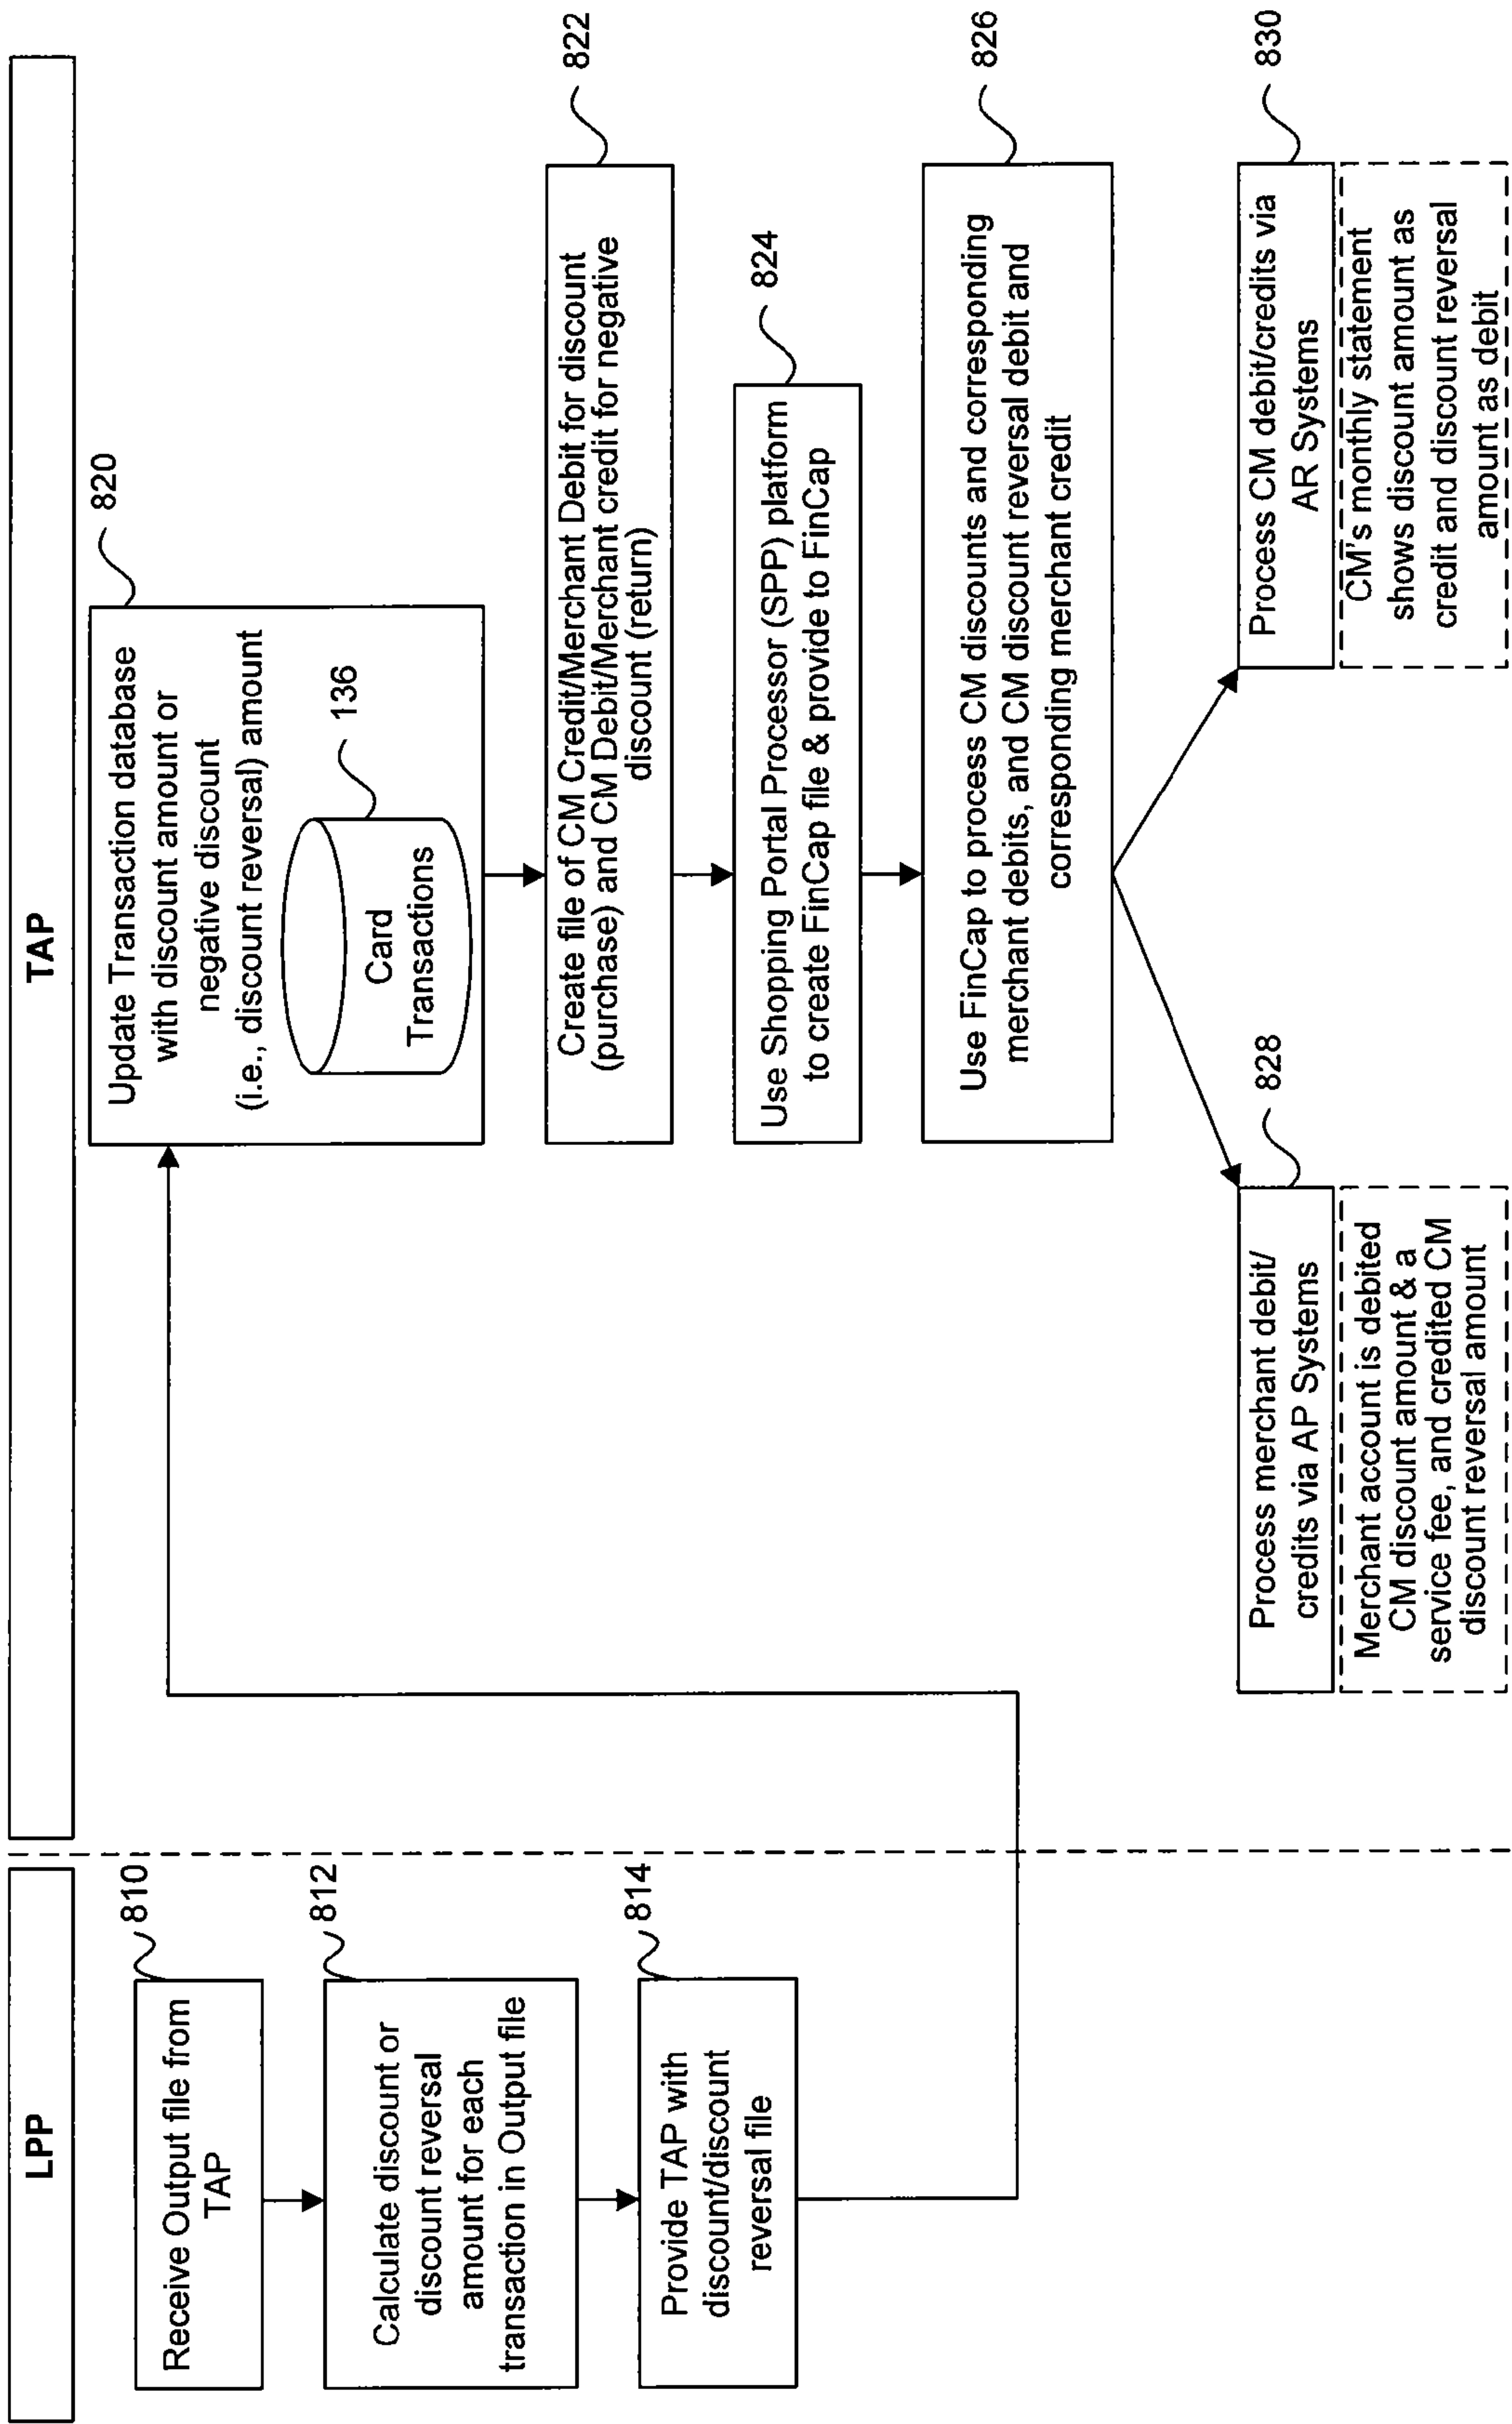 LPP
TAP
810
Receive Output file from
TAP
812
Calculate discount or
discount reversal
amount for each
transaction in Output file
814
Provide TAP with
discount/discount
reversal file
820
Update Transaction database
with discount amount or
negative discount
(i.e., discount reversal) amount
136
Card
Transactions
822
Create file of CM Credit/Merchant Debit for discount
(purchase) and CM Debit/Merchant credit for negative
discount (return)
824
Use Shopping Portal Processor (SPP) platform
to create FinCap file & provide to FinCap
826
Use FinCap to process CM discounts and corresponding
merchant debits, and CM discount reversal debit and
corresponding merchant credit
828
Process merchant debit/
credits via AP Systems
Merchant account is debited
CM discount amount & a
service fee, and credited CM
discount reversal amount
830
Process CM debit/credits via
AR Systems
CM's monthly statement
shows discount amount as
credit and discount reversal
amount as debit